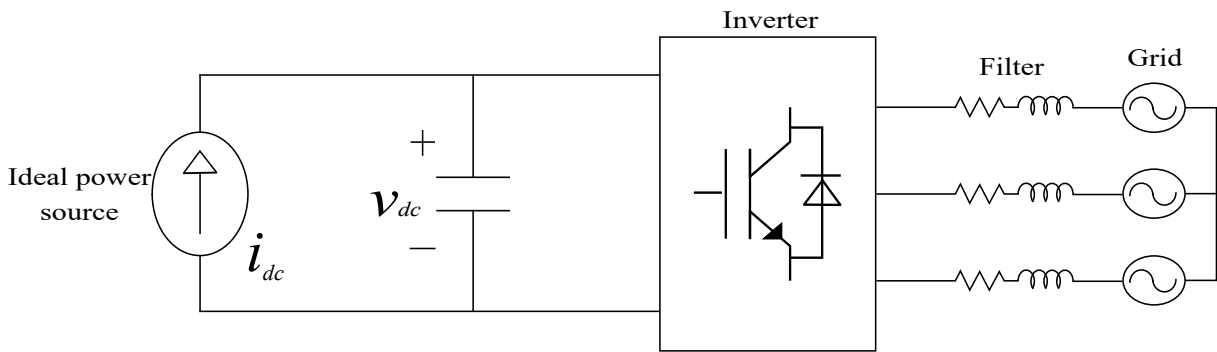 Inverter
Filter
Grid
Ideal power
source
+
v_dc
−
i_dc